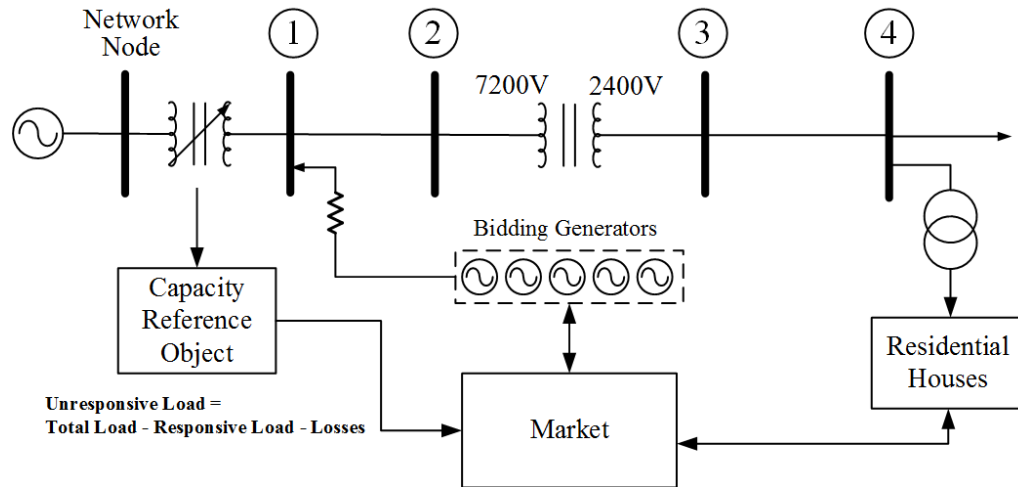 Network
Node
1
2
3
4
7200V
2400V
Bidding Generators
Capacity
Reference
Object
Residential
Houses
Unresponsive Load =
Total Load - Responsive Load - Losses
Market